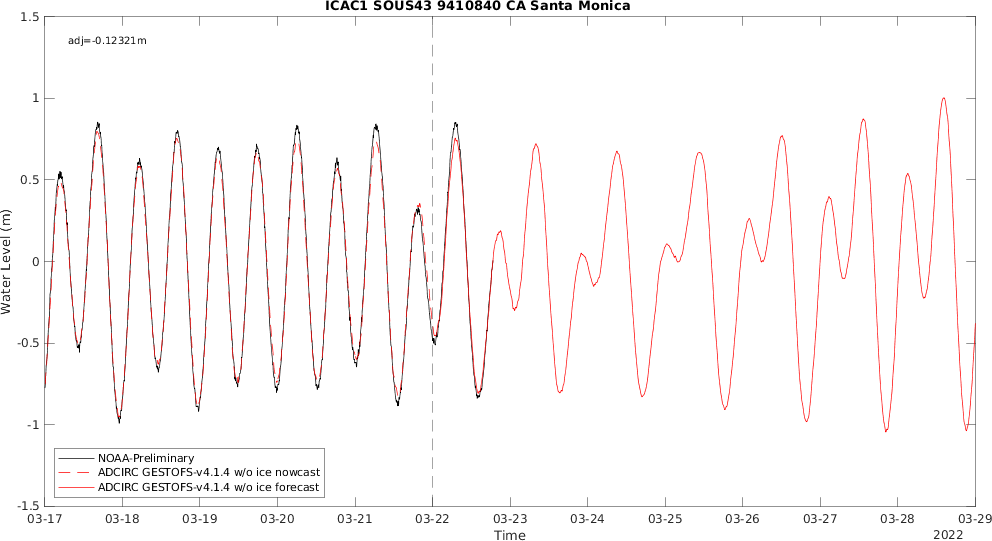 ICAC1 SOUS43 9410840 CA Santa Monica
adj=-0.12321m
Water Level (m)
1.5
1
0.5
0
-0.5
-1
-1.5
NOAA-Preliminary
ADCIRC GESTOFS-v4.1.4 w/o ice nowcast
ADCIRC GESTOFS-v4.1.4 w/o ice forecast
03-17 03-18 03-19 03-20 03-21 03-22 03-23 03-24 03-25 03-26 03-27 03-28 03-29
Time
2022